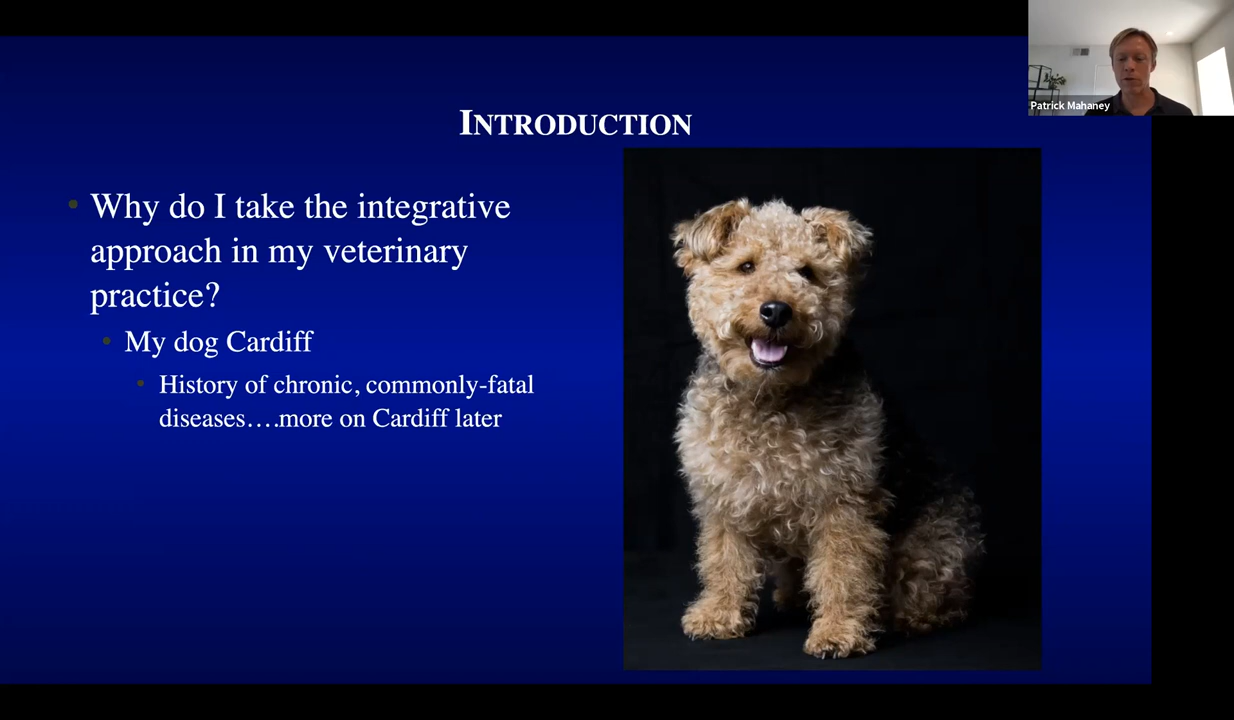 Patrick Mahaney
INTRODUCTION
• Why do I take the integrative
approach in my veterinary
practice?
• My dog Cardiff
• History of chronic, commonly-fatal
diseases….more on Cardiff later